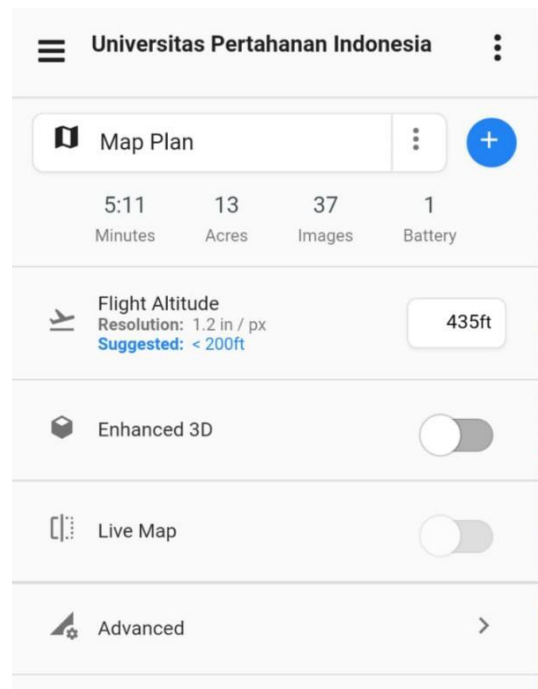 Universitas Pertahanan Indonesia
Map Plan
5:11 13 37 1
Minutes Acres Images Battery
Flight Altitude
Resolution: 1.2 in / px
435ft
Suggested: < 200ft
Enhanced 3D
Live Map
Advanced